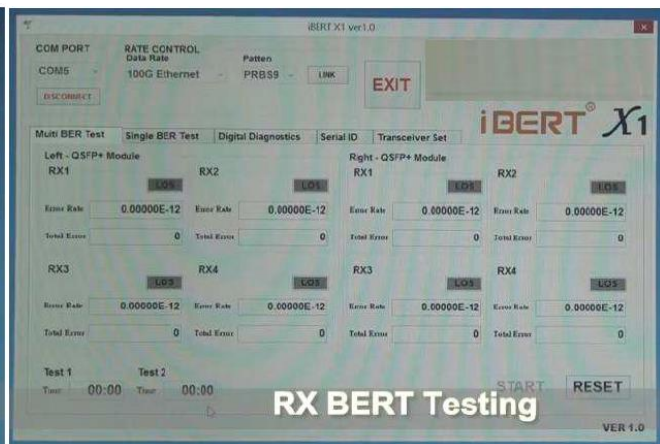 iBERT X1 ver1.0
COM PORT RATE CONTROL
Data Rate Patten
COM5 100G Ethernet PRBS9 LINK EXIT
DISCONNECT
iBERT® X1
Multi BER Test Single BER Test Digital Diagnostics Serial ID Transceiver Set
Left - QSFP+ Module Right - QSFP+ Module
RX1 RX2 RX1 RX2
LOS LOS LOS LOS
Error Rate 0.00000E-12 Error Rate 0.00000E-12 Error Rate 0.00000E-12 Error Rate 0.00000E-12
Total Error 0 Total Error 0 Total Error 0 Total Error 0
RX3 RX4 RX3 RX4
LOS LOS LOS LOS
Error Rate 0.00000E-12 Error Rate 0.00000E-12 Error Rate 0.00000E-12 Error Rate 0.00000E-12
Total Error 0 Total Error 0 Total Error 0 Total Error 0
Test 1 Test 2
Time 00:00 Time 00:00 START RESET
RX BERT Testing
VER 1.0